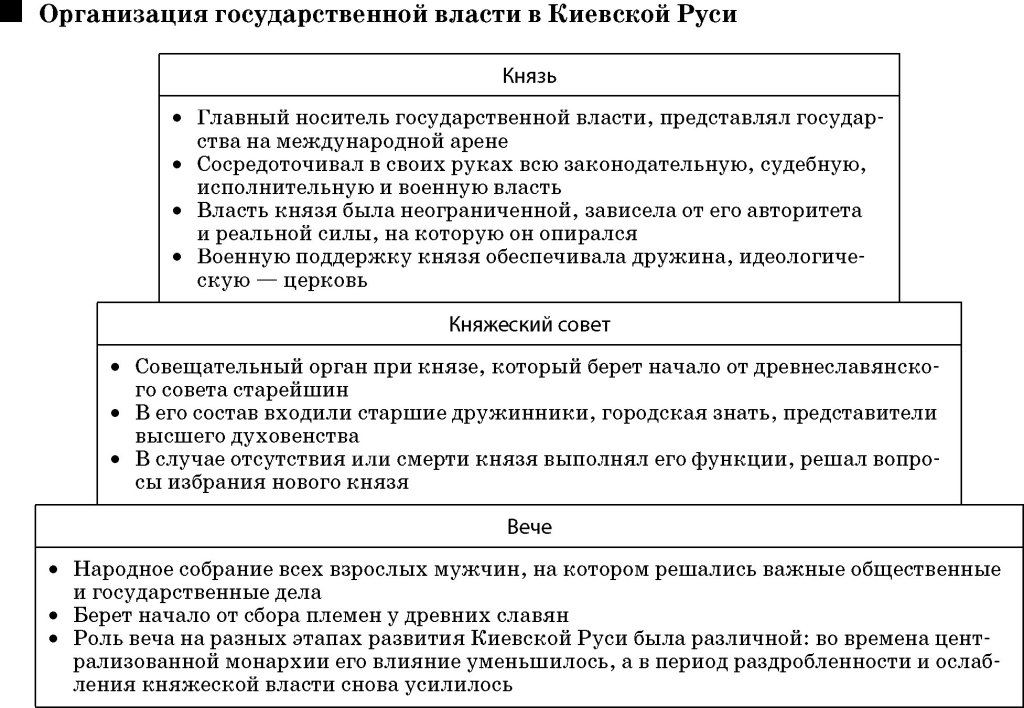 Организация государственной власти в Киевской Руси
Князь
• Главный носитель государственной власти, представлял государ-
ства на международной арене
• Сосредоточивал в своих руках всю законодательную, судебную,
исполнительную и военную власть
• Власть князя была неограниченной, зависела от его авторитета
и реальной силы, на которую он опирался
• Военную поддержку князя обеспечивала дружина, идеологиче-
скую — церковь
Княжеский совет
• Совещательный орган при князе, который берет начало от древнеславянско-
го совета старейшин
• В его состав входили старшие дружинники, городская знать, представители
высшего духовенства
• В случае отсутствия или смерти князя выполнял его функции, решал вопро-
сы избрания нового князя
Вече
• Народное собрание всех взрослых мужчин, на котором решались важные общественные
и государственные дела
• Берет начало от сбора племен у древних славян
• Роль веча на разных этапах развития Киевской Руси была различной: во времена цент-
рализованной монархии его влияние уменьшилось, а в период раздробленности и ослаб-
ления княжеской власти снова усилилось